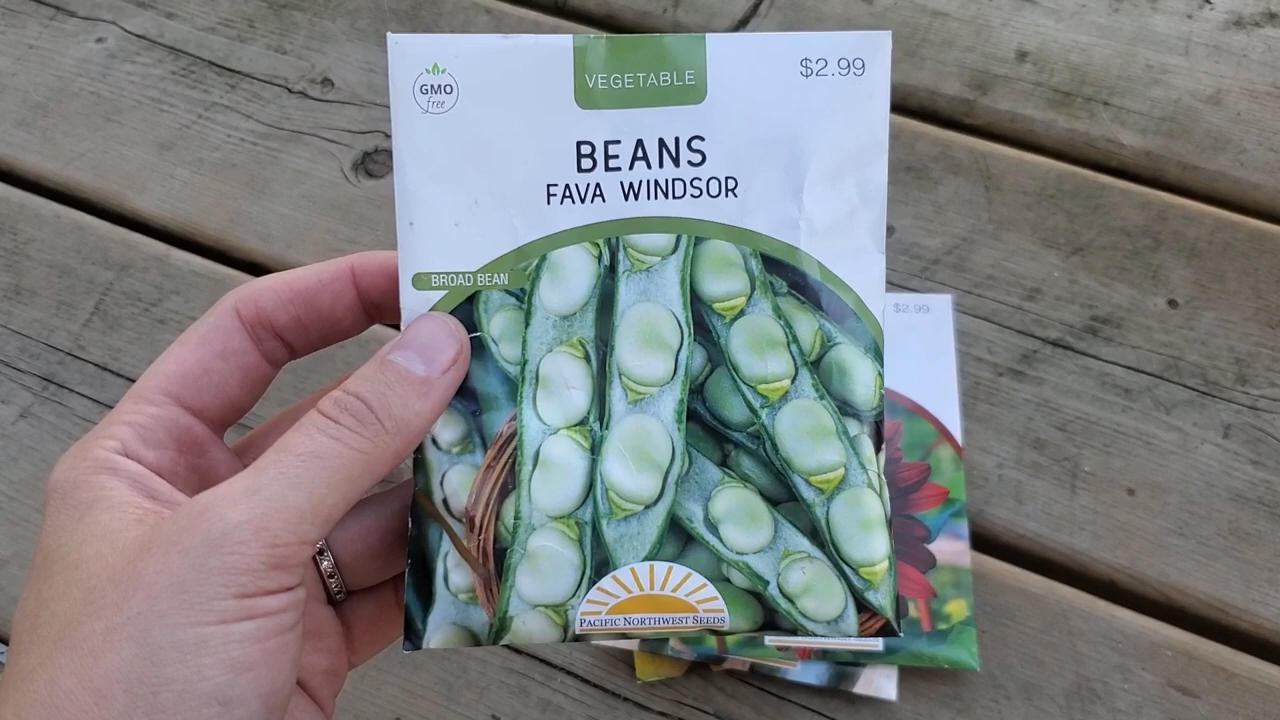 GMO
free
VEGETABLE
$2.99
BEANS
FAVA WINDSOR
BROAD BEAN
$2.99
PACIFIC NORTHWEST SEEDS